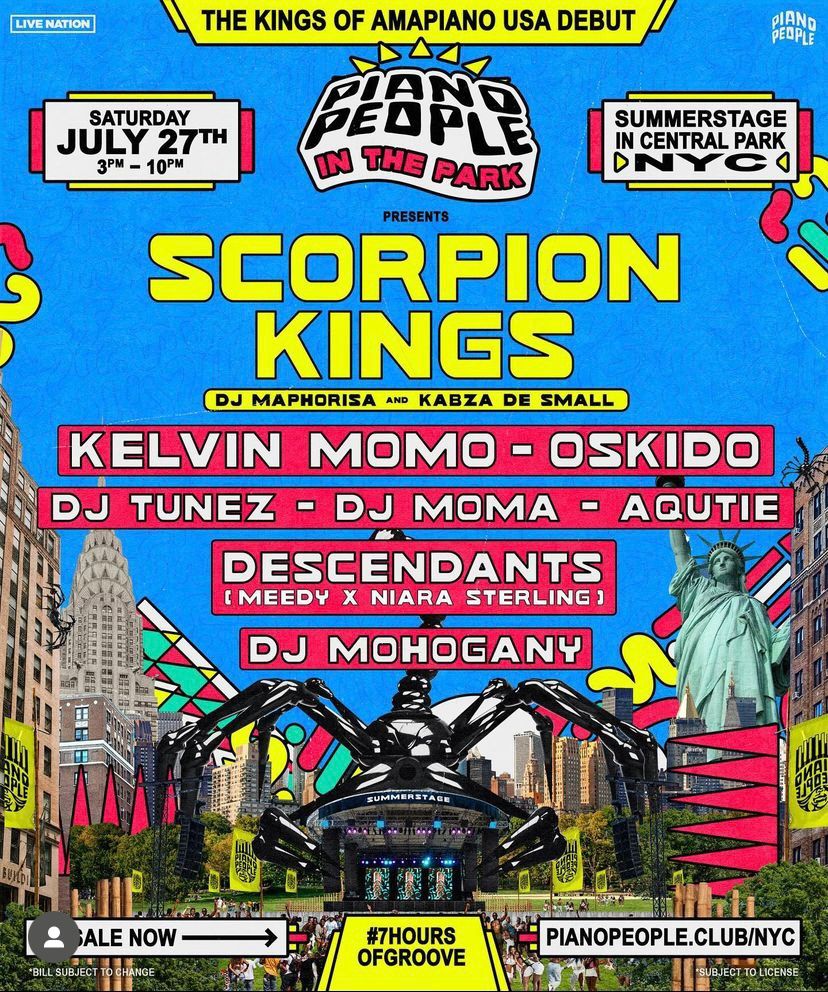 THE KINGS OF AMAPIANO USA DEBUT
LIVE NATION
PIANO
PEOPLE
PIANO
PEOPLE
IN THE PARK
SATURDAY
JULY 27TH
3PM – 10PM
SUMMERSTAGE
IN CENTRAL PARK
NYC
PRESENTS
SCORPION
KINGS
DJ MAPHORISA AND KABZA DE SMALL
KELVIN MOMO - OSKIDO
DJ TUNEZ - DJ MOMA - AQUTIE
DESCENDANTS
(MEEDY X NIARA STERLING)
DJ MOHOGANY
SUMMERSTAGE
PIANO
PEOPLE
SALE NOW
#7HOURS
OFGROOVE
PIANOPEOPLE.CLUB/NYC
*BILL SUBJECT TO CHANGE
*SUBJECT TO LICENSE